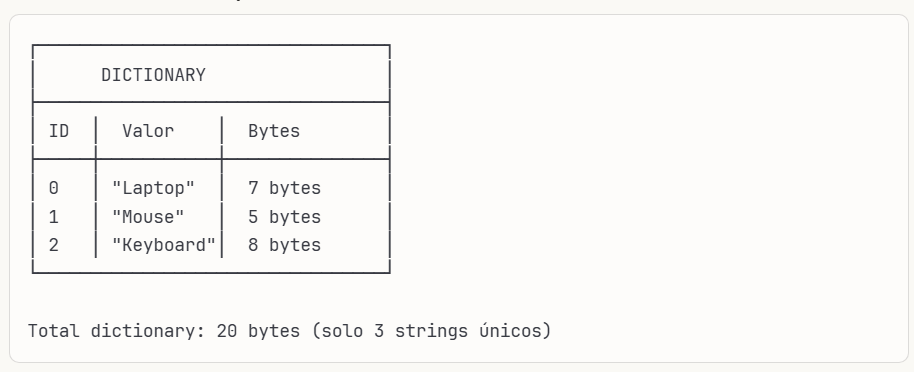 DICTIONARY
ID Valor Bytes
0 "Laptop" 7 bytes
1 "Mouse" 5 bytes
2 "Keyboard" 8 bytes
Total dictionary: 20 bytes (solo 3 strings únicos)